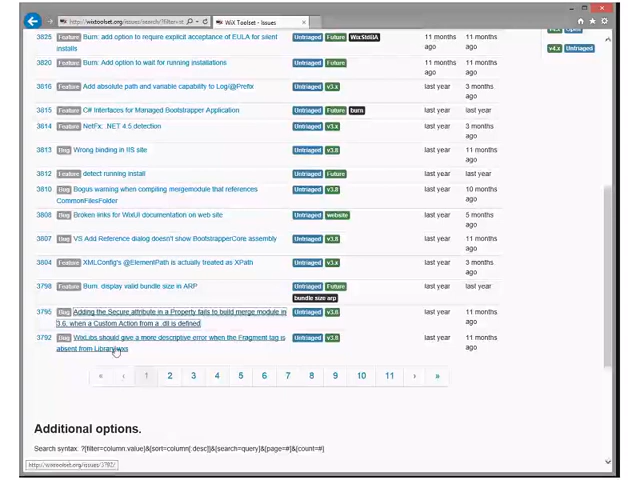 http://wixtoolset.org/issues/search/?filter=st
WiX Toolset - Issues
3825 Feature Burn: add option to require explicit acceptance of EULA for silent installs Untriaged Future WixStdBA 11 months ago 11 months ago
v4.x Untriaged
3820 Feature Burn: add option to wait for running installations Untriaged Future 11 months ago 11 months ago
3816 Feature Add absolute path and variable capability to Log/@Prefix Untriaged v3.x last year 3 months ago
3815 Feature C# Interfaces for Managed Bootstrapper Application Untriaged Future burn last year last year
3814 Feature NetFx: .NET 4.5 detection Untriaged v3.x last year 3 months ago
3813 Bug Wrong binding in IIS site Untriaged v3.8 last year 11 months ago
3812 Feature detect running install Untriaged Future last year last year
3810 Bug Bogus warning when compiling mergemodule that references CommonFilesFolder Untriaged v3.8 last year 10 months ago
3808 Bug Broken links for WixUI documentation on web site Untriaged website last year 5 months ago
3807 Bug VS Add Reference dialog doesn't show BootstrapperCore assembly Untriaged v3.8 last year 11 months ago
3804 Feature XMLConfig's @ElementPath is actually treated as XPath Untriaged v3.x last year 3 months ago
3798 Feature Burn: display valid bundle size in ARP Untriaged Future bundle size arp last year last year
3795 Bug Adding the Secure attribute in a Property fails to build merge module in 3.6, when a Custom Action from a .dll is defined Untriaged v3.8 last year 11 months ago
3792 Bug WixLibs should give a more descriptive error when the Fragment tag is absent from Library.wxs Untriaged v3.8 last year 11 months ago
« ‹ 1 2 3 4 5 6 7 8 9 10 11 › »
Additional options.
Search syntax: ?[filter=column:value]&[sort=column[:desc]]&[search=query]&[page=#]&[count=#]
http://wixtoolset.org/issues/3792/